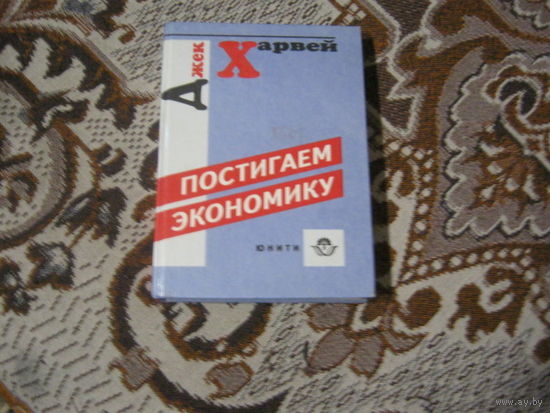 Джек
Харвей
ПОСТИГАЕМ
ЭКОНОМИКУ
ЮНИТИ
© www.ay.by